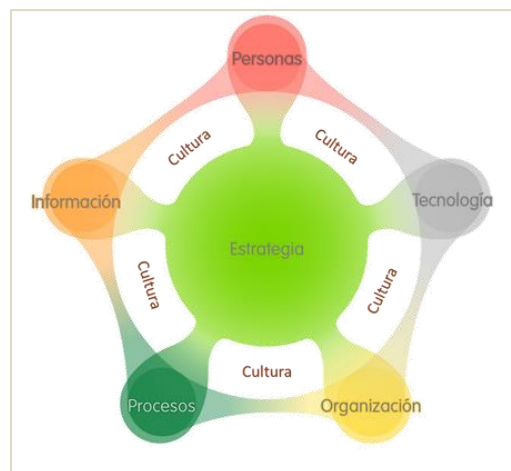 Personas
Cultura
Cultura
Información
Tecnología
Estrategia
Cultura
Cultura
Cultura
Procesos
Organización